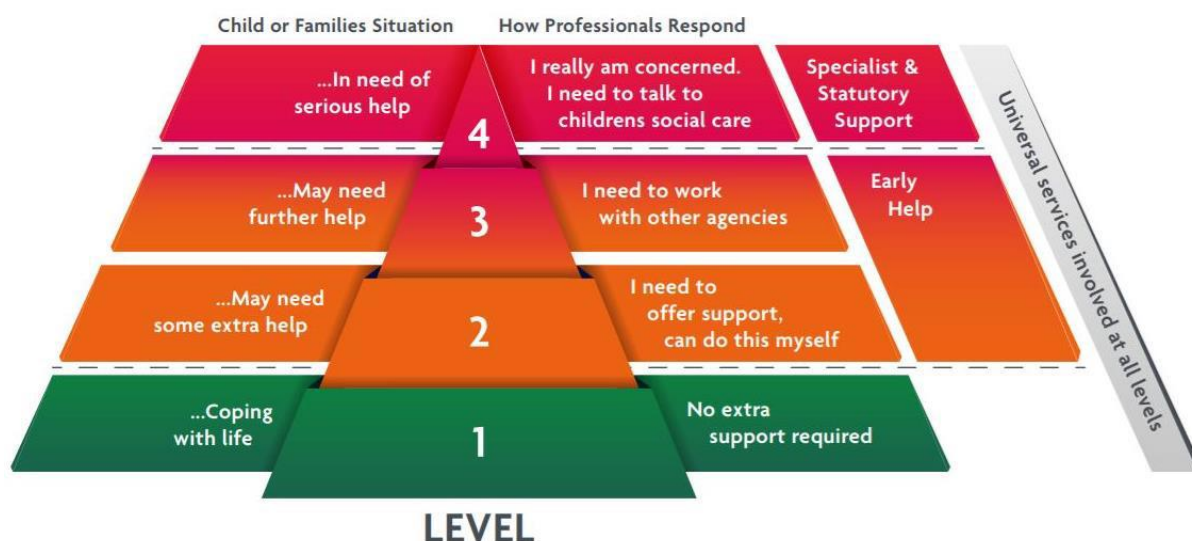 Child or Families Situation
How Professionals Respond
...In need of
serious help
4
I really am concerned.
I need to talk to
childrens social care
Specialist &
Statutory
Support
...May need
further help
3
I need to work
with other agencies
Early
Help
...May need
some extra help
2
I need to
offer support,
can do this myself
...Coping
with life
1
No extra
support required
Universal services involved at all levels
LEVEL